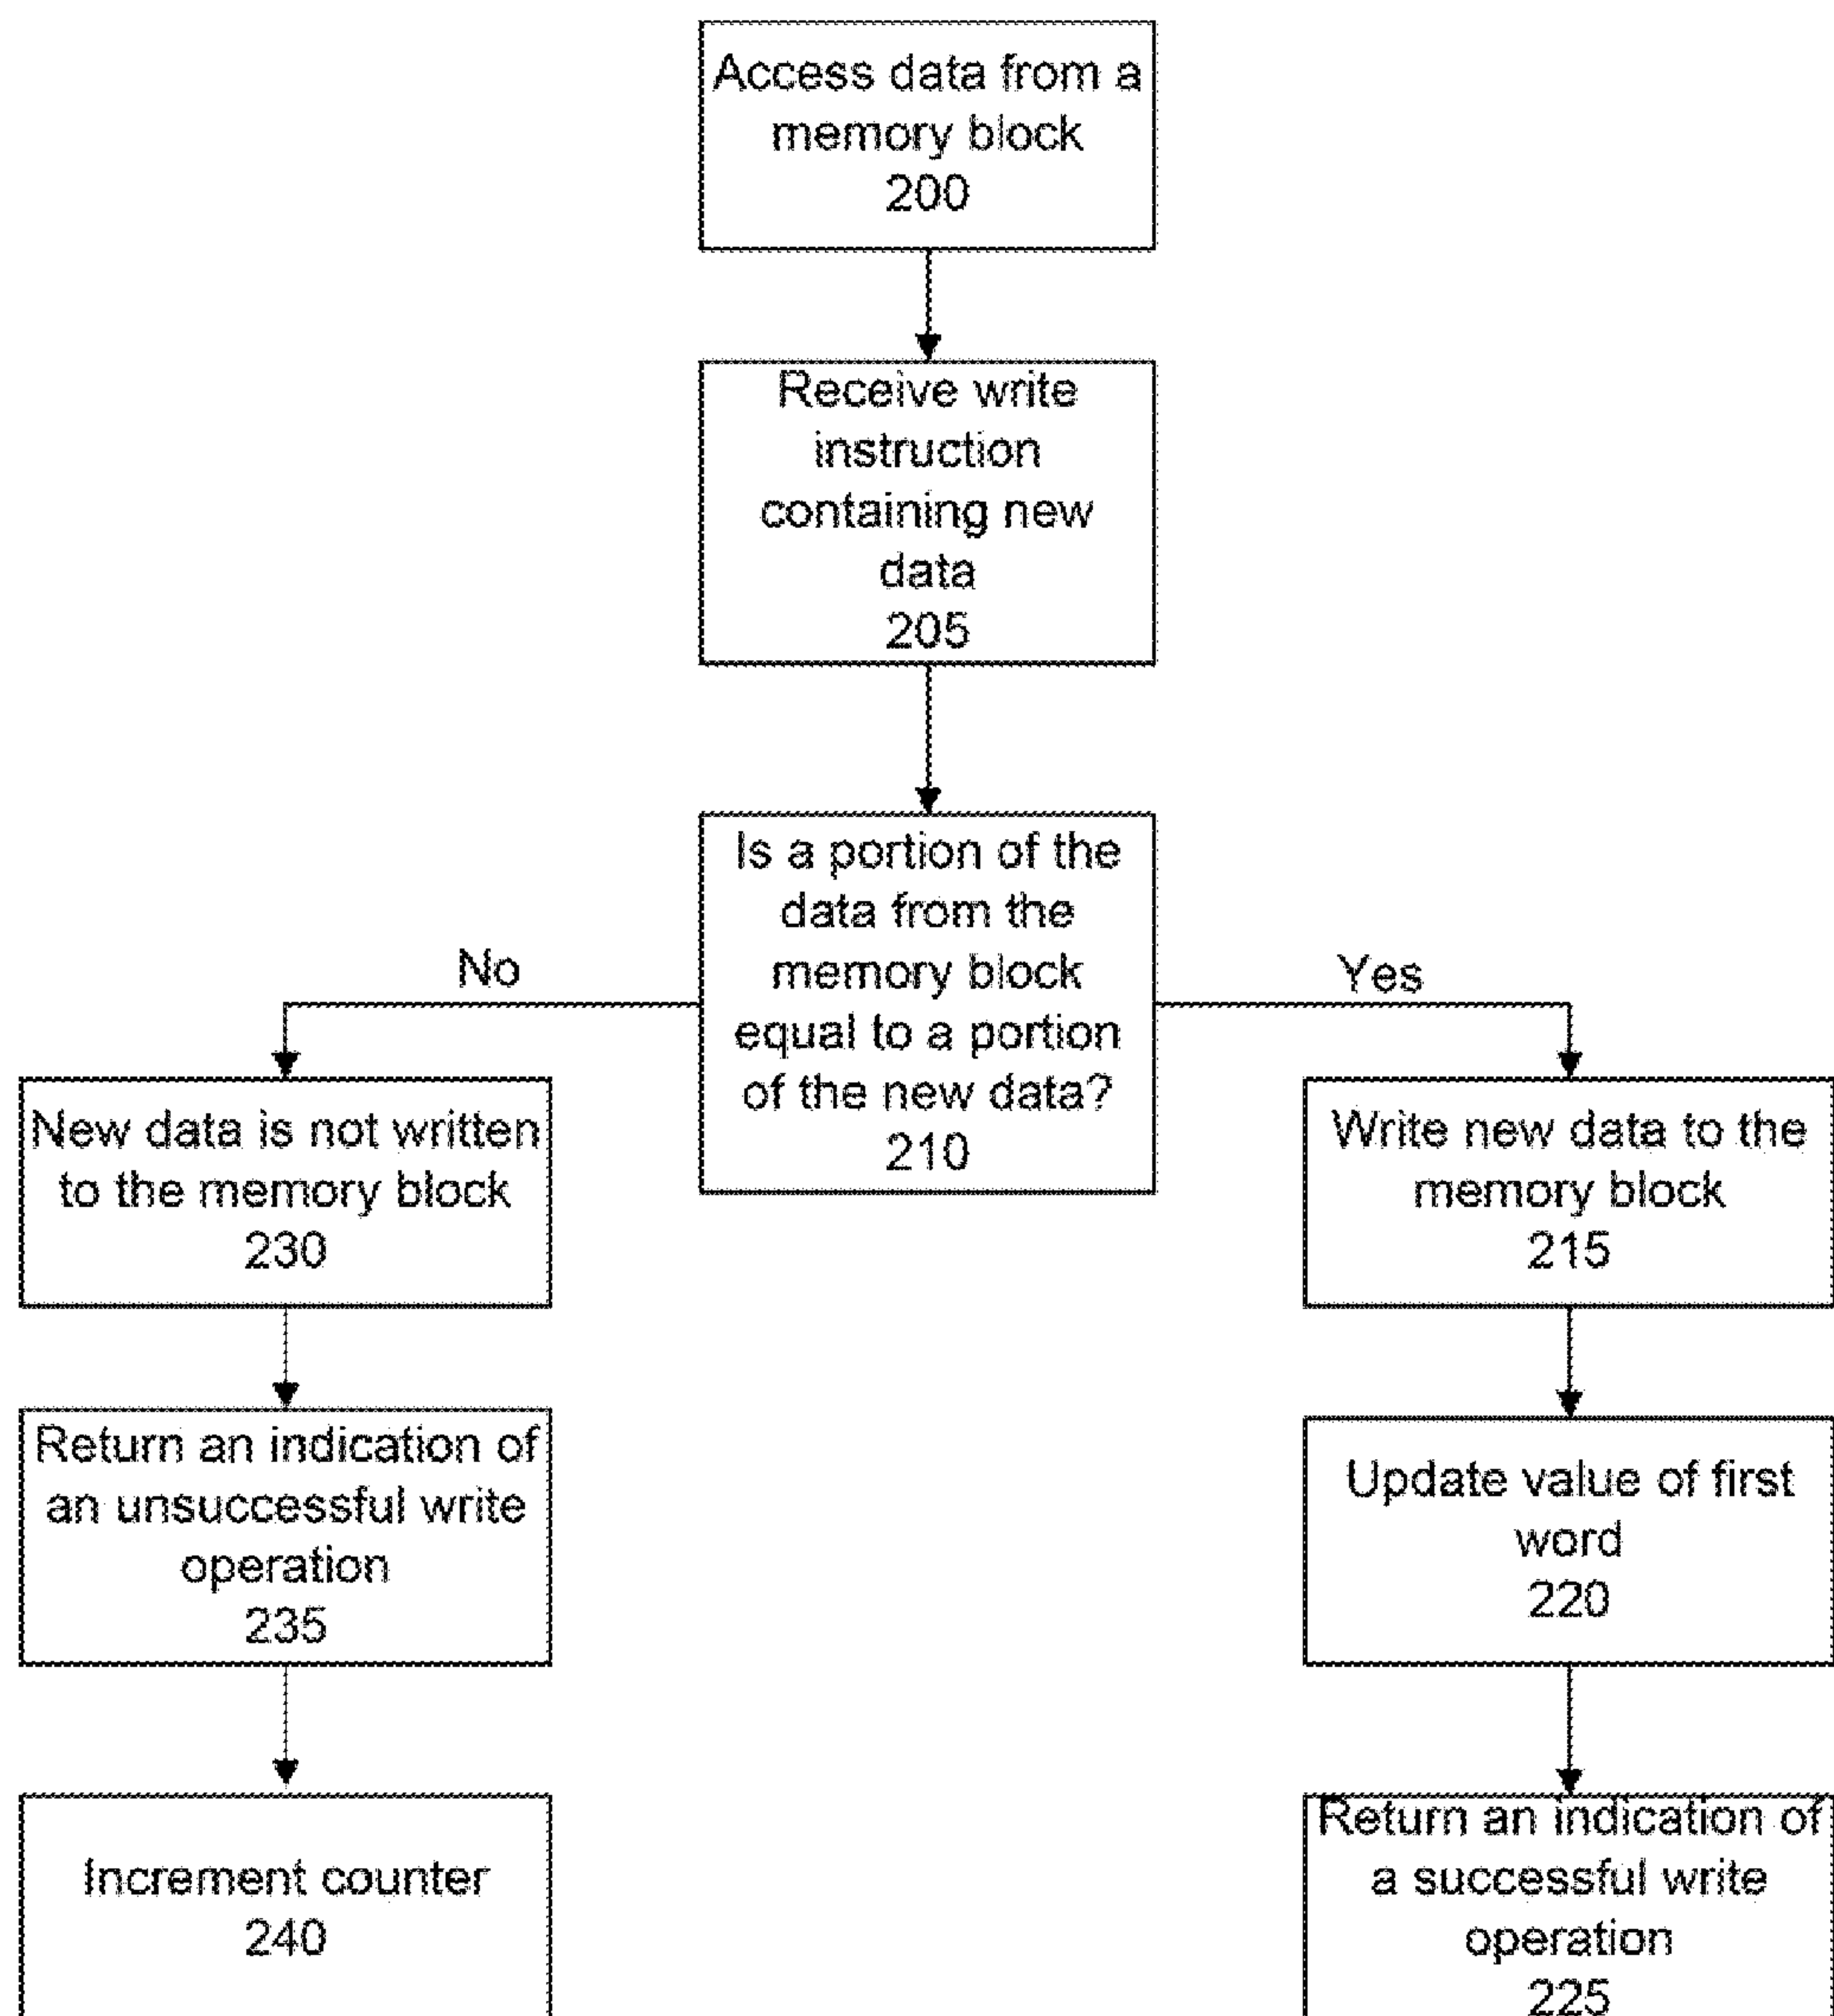 Access data from a
memory block
200
Receive write
instruction
containing new
data
205
Is a portion of the
data from the
memory block
equal to a portion
of the new data?
210
No
Yes
New data is not written
to the memory block
230
Write new data to the
memory block
215
Return an indication of
an unsuccessful write
operation
235
Update value of first
word
220
Increment counter
240
Return an indication of
a successful write
operation
225